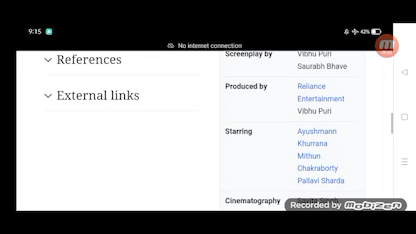 9:15
42%
No internet connection
References
External links
Screenplay by
Vibhu Puri
Saurabh Bhave
Produced by
Reliance
Entertainment
Vibhu Puri
Starring
Ayushmann
Khurrana
Mithun
Chakraborty
Pallavi Sharda
Cinematography
Recorded by mobizen